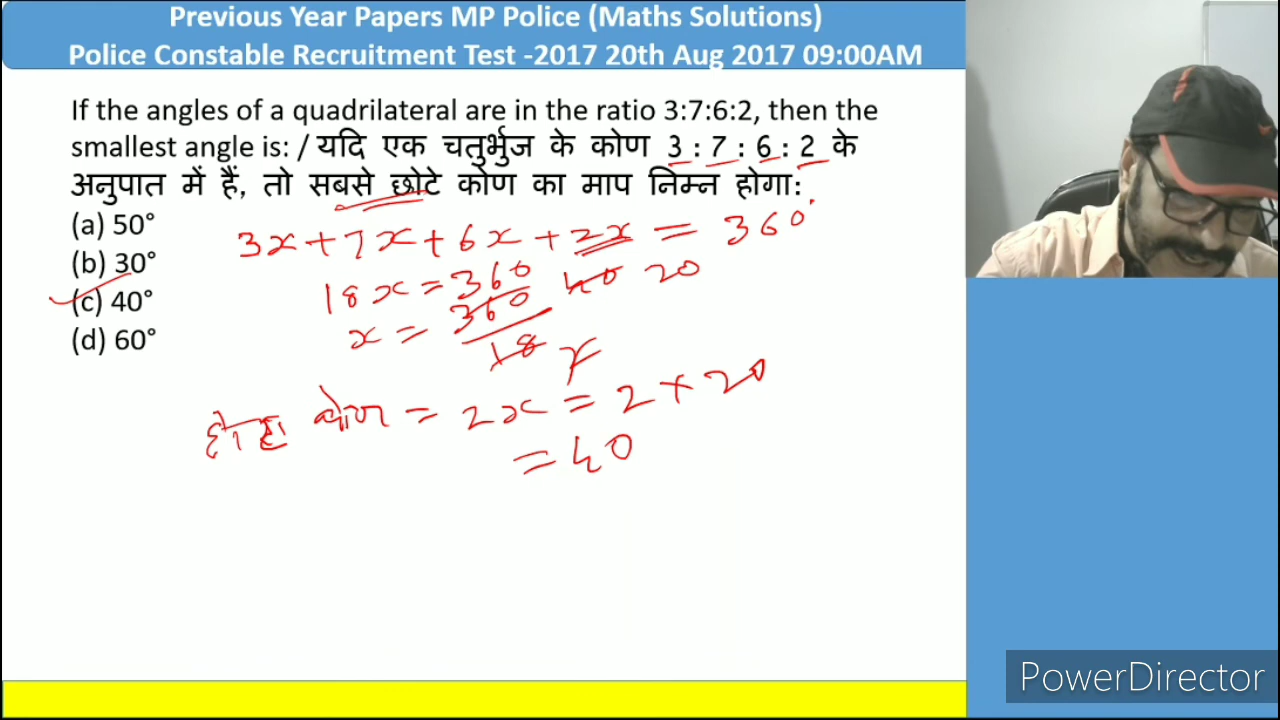 Previous Year Papers MP Police (Maths Solutions)
Police Constable Recruitment Test -2017 20th Aug 2017 09:00AM
If the angles of a quadrilateral are in the ratio 3:7:6:2, then the
smallest angle is: / यदि एक चतुर्भुज के कोण 3 : 7 : 6 : 2 के
अनुपात में हैं, तो सबसे छोटे कोण का माप निम्न होगा:
(a) 50°
(b) 30°
(c) 40°
(d) 60°
3x + 7x + 6x + 2x = 360°
18x = 360
x = 360/18 20
छोटा कोण = 2x = 2 × 20
= 40
PowerDirector